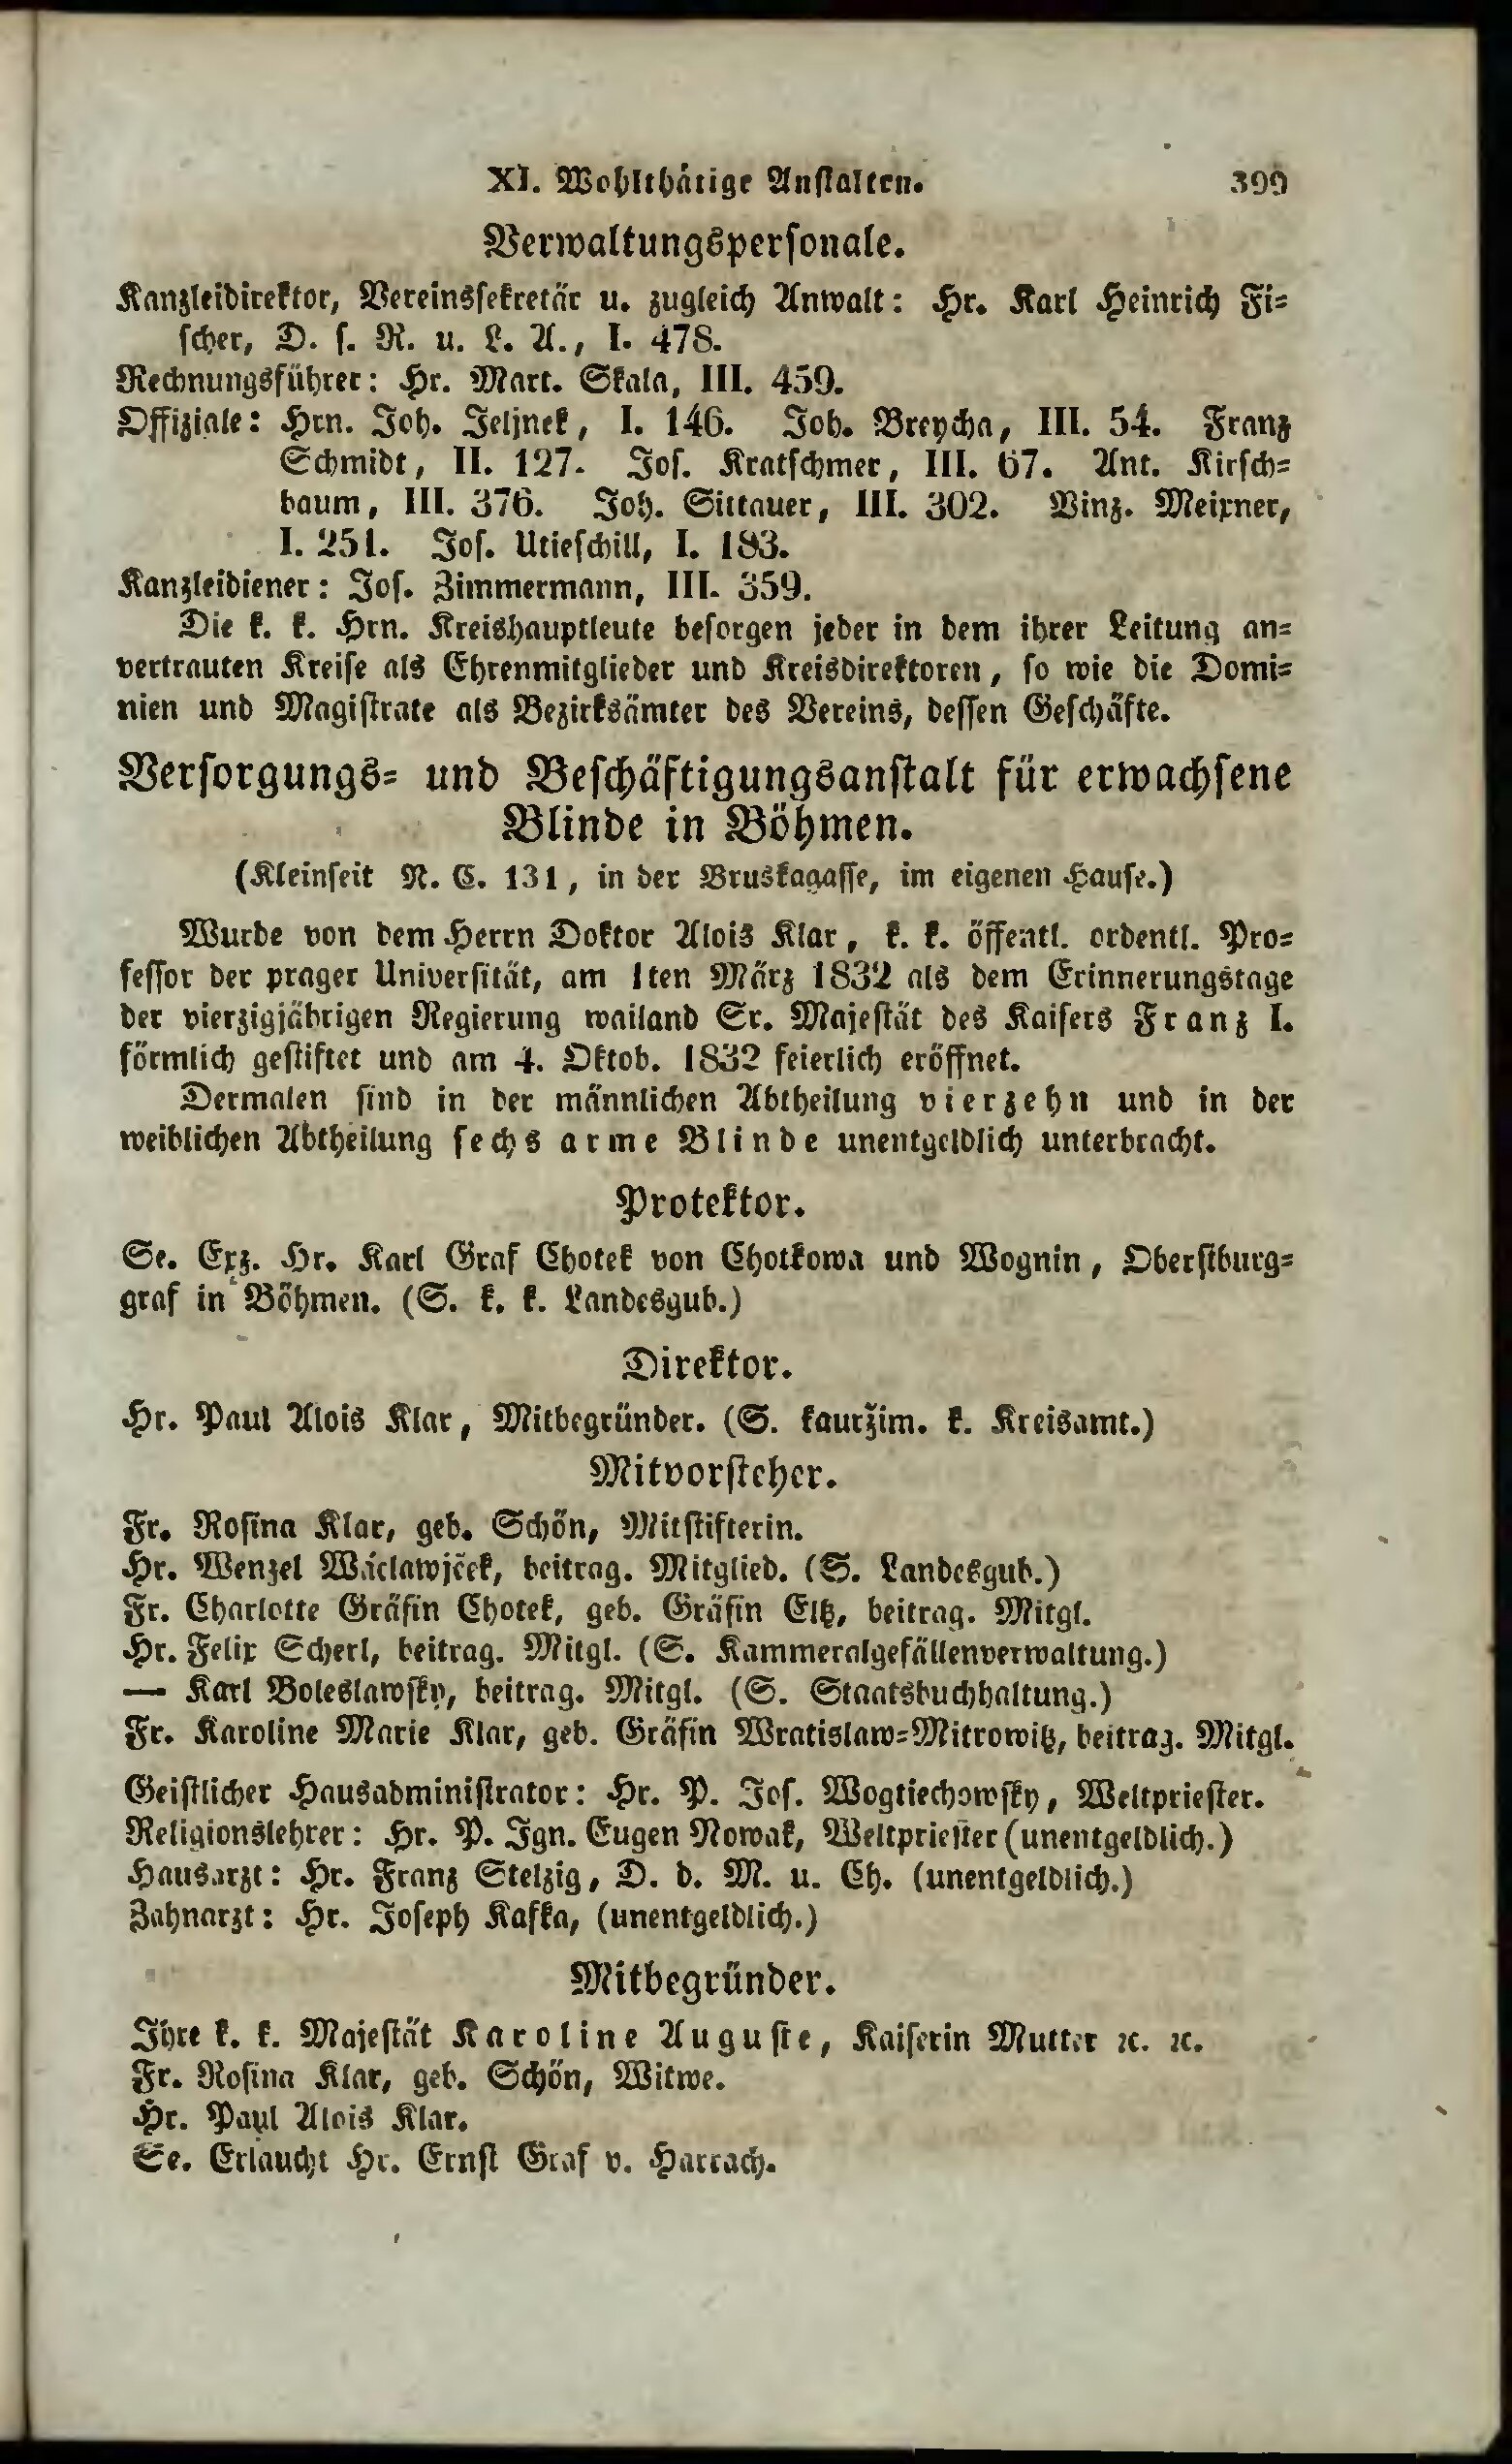 XI. Wohlthätige Anstalten. 399
Verwaltungspersonale.
Kanzleidirektor, Vereinssekretär u. zugleich Anwalt: Hr. Karl Heinrich Fi=
scher, D. s. R. u. L. A., I. 478.
Rechnungsführer: Hr. Mart. Skala, III. 459.
Offiziale: Hrn. Joh. Jeljnek, I. 146. Joh. Brepcha, III. 54. Franz
Schmidt, II. 127. Jos. Kratschmer, III. 67. Ant. Kirsch=
baum, III. 376. Joh. Sittauer, III. 302. Vinz. Meixner,
I. 251. Jos. Utieschill, I. 183.
Kanzleidiener: Jos. Zimmermann, III. 359.
Die k. k. Hrn. Kreishauptleute besorgen jeder in dem ihrer Leitung an=
vertrauten Kreise als Ehrenmitglieder und Kreisdirektoren, so wie die Domi=
nien und Magistrate als Bezirksämter des Vereins, dessen Geschäfte.
Versorgungs= und Beschäftigungsanstalt für erwachsene
Blinde in Böhmen.
(Kleinseit N. C. 131, in der Bruskagasse, im eigenen Hause.)
Wurde von dem Herrn Doktor Alois Klar, k. k. öffentl. ordentl. Pro=
fessor der prager Universität, am 1ten März 1832 als dem Erinnerungstage
der vierzigjährigen Regierung wailand Sr. Majestät des Kaisers Franz I.
förmlich gestiftet und am 4. Oktob. 1832 feierlich eröffnet.
Dermalen sind in der männlichen Abtheilung vierzehn und in der
weiblichen Abtheilung sechs arme Blinde unentgeldlich unterbracht.
Protektor.
Se. Exz. Hr. Karl Graf Chotek von Chotkowa und Wognin, Oberstburg=
graf in Böhmen. (S. k. k. Landesgub.)
Direktor.
Hr. Paul Alois Klar, Mitbegründer. (S. kauržim. k. Kreisamt.)
Mitvorsteher.
Fr. Rosina Klar, geb. Schön, Mitstifterin.
Hr. Wenzel Wáclawjček, beitrag. Mitglied. (S. Landesgub.)
Fr. Charlotte Gräfin Chotek, geb. Gräfin Eltz, beitrag. Mitgl.
Hr. Felix Scherl, beitrag. Mitgl. (S. Kammeralgefällenverwaltung.)
— Karl Boleslawsky, beitrag. Mitgl. (S. Staatsbuchhaltung.)
Fr. Karoline Marie Klar, geb. Gräfin Wratislaw=Mitrowitz, beitrag. Mitgl.
Geistlicher Hausadministrator: Hr. P. Jos. Wogtiechowsky, Weltpriester.
Religionslehrer: Hr. P. Ign. Eugen Nowak, Weltpriester (unentgeldlich.)
Hausarzt: Hr. Franz Stelzig, D. d. M. u. Ch. (unentgeldlich.)
Zahnarzt: Hr. Joseph Kafka, (unentgeldlich.)
Mitbegründer.
Ihre k. k. Majestät Karoline Auguste, Kaiserin Mutter ꝛc. ꝛc.
Fr. Rosina Klar, geb. Schön, Witwe.
Hr. Paul Alois Klar.
Se. Erlaucht Hr. Ernst Graf v. Harrach.